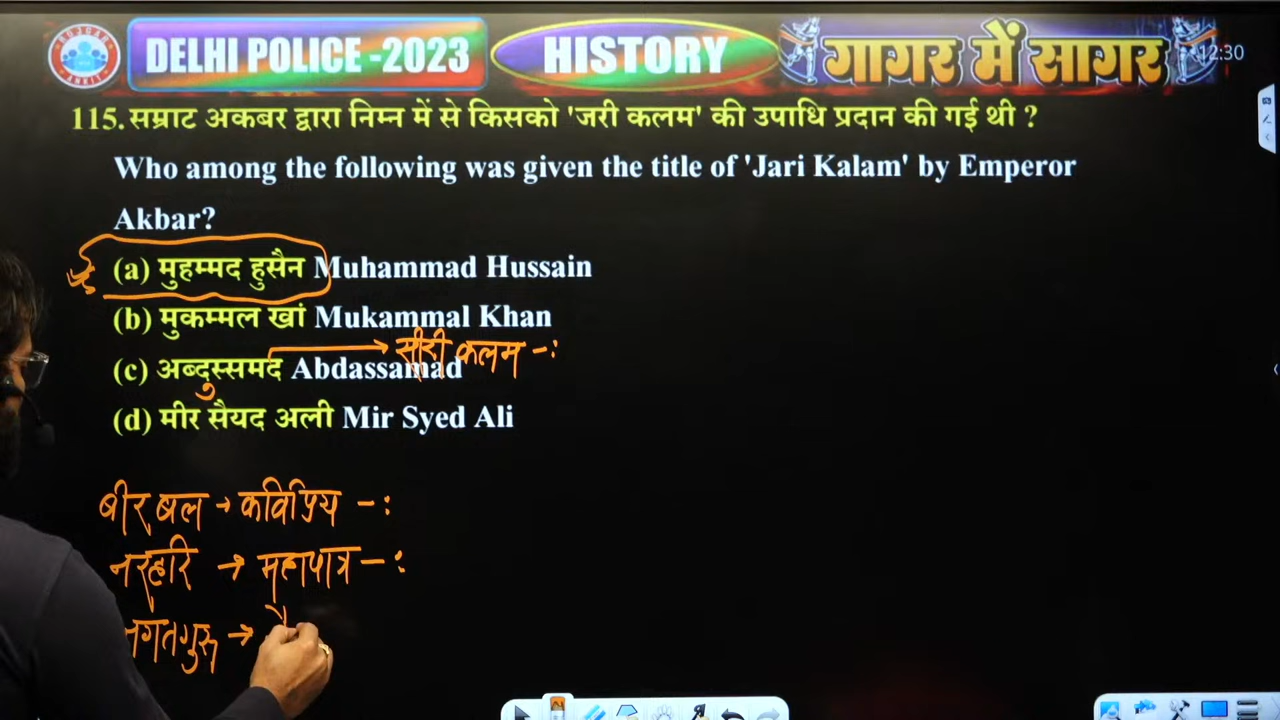 ROJGAR
ANKIT
DELHI POLICE -2023
HISTORY
गागर में सागर
12:30
115. सम्राट अकबर द्वारा निम्न में से किसको 'जरी कलम' की उपाधि प्रदान की गई थी ?
Who among the following was given the title of 'Jari Kalam' by Emperor
Akbar?
(a) मुहम्मद हुसैन Muhammad Hussain
(b) मुकम्मल खां Mukammal Khan
सीरी कलम -:
(c) अब्दुस्समद Abdassamad
(d) मीर सैयद अली Mir Syed Ali
बीरबल → कविप्रिय -:
नरहरि → महापात्र -:
जगतगुरू →